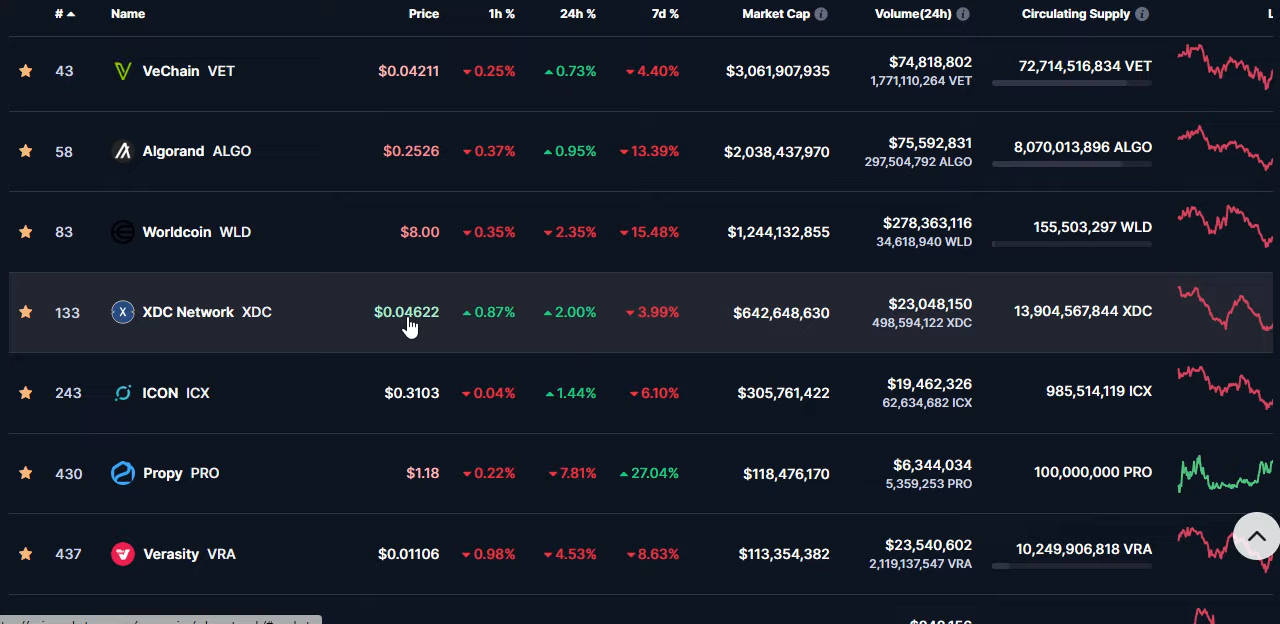 # Name Price 1h % 24h % 7d % Market Cap Volume(24h) Circulating Supply L
43 VeChain VET $0.04211 0.25% 0.73% 4.40% $3,061,907,935 $74,818,802 72,714,516,834 VET
1,771,110,264 VET
58 Algorand ALGO $0.2526 0.37% 0.95% 13.39% $2,038,437,970 $75,592,831 8,070,013,896 ALGO
297,504,792 ALGO
83 Worldcoin WLD $8.00 0.35% 2.35% 15.48% $1,244,132,855 $278,363,116 155,503,297 WLD
34,618,940 WLD
133 XDC Network XDC $0.04622 0.87% 2.00% 3.99% $642,648,630 $23,048,150 13,904,567,844 XDC
498,594,122 XDC
243 ICON ICX $0.3103 0.04% 1.44% 6.10% $305,761,422 $19,462,326 985,514,119 ICX
62,634,682 ICX
430 Propy PRO $1.18 0.22% 7.81% 27.04% $118,476,170 $6,344,034 100,000,000 PRO
5,359,253 PRO
437 Verasity VRA $0.01106 0.98% 4.53% 8.63% $113,354,382 $23,540,602 10,249,906,818 VRA
2,119,137,547 VRA